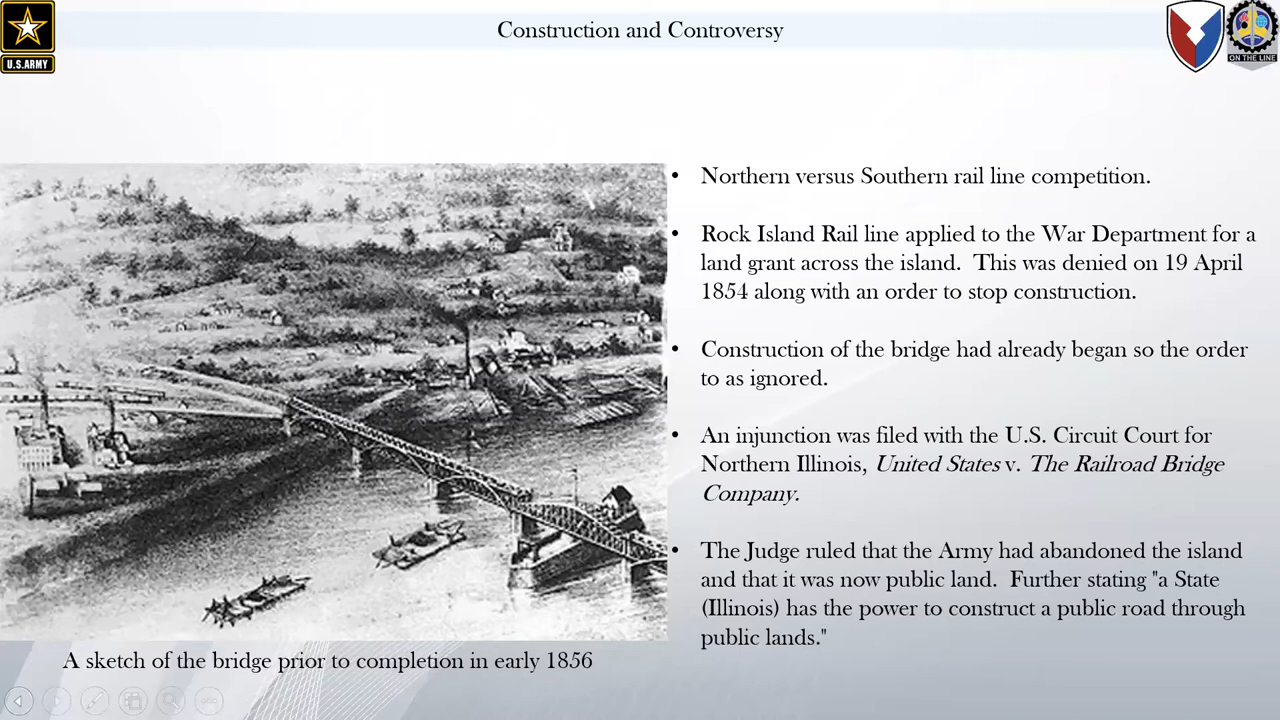 Construction and Controversy
U.S.ARMY
ON THE LINE
• Northern versus Southern rail line competition.
• Rock Island Rail line applied to the War Department for a
land grant across the island. This was denied on 19 April
1854 along with an order to stop construction.
• Construction of the bridge had already began so the order
to as ignored.
• An injunction was filed with the U.S. Circuit Court for
Northern Illinois, United States v. The Railroad Bridge
Company.
• The Judge ruled that the Army had abandoned the island
and that it was now public land. Further stating "a State
(Illinois) has the power to construct a public road through
public lands."
A sketch of the bridge prior to completion in early 1856